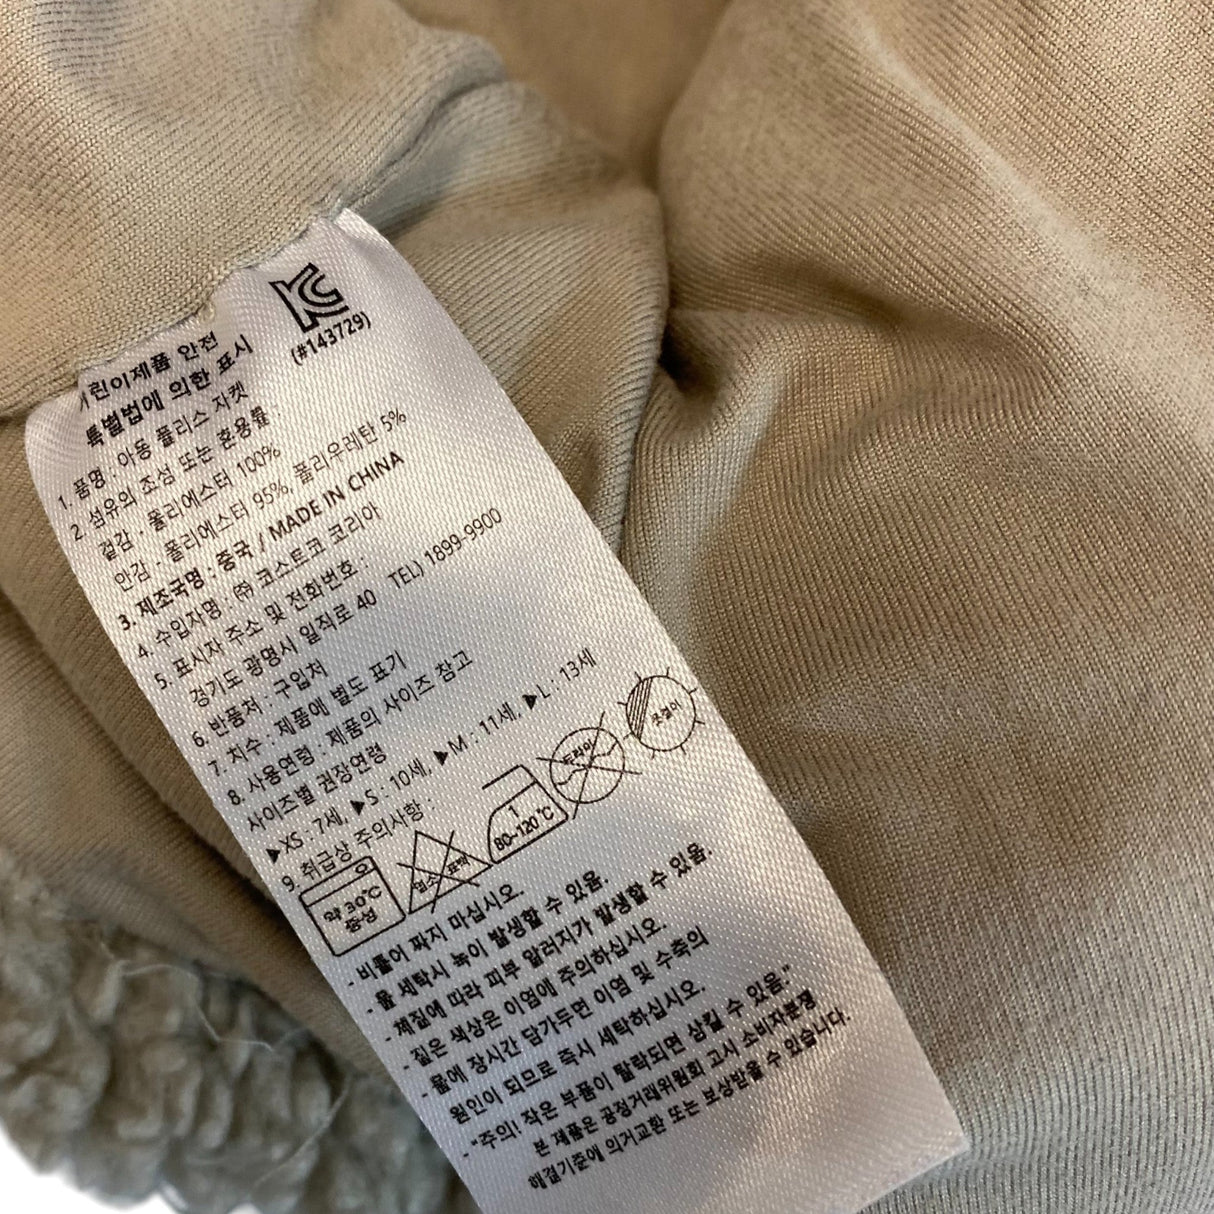 KC
(#143729)
어린이제품 안전
특별법에 의한 표시
1. 품명 : 아동 플리스 자켓
2. 섬유의 조성 또는 혼용률 :
겉감 - 폴리에스터 100%
안감 - 폴리에스터 95%, 폴리우레탄 5%
3. 제조국명 : 중국 / MADE IN CHINA
4. 수입자명 : ㈜ 코스트코 코리아
5. 표시자 주소 및 전화번호 :
경기도 광명시 일직로 40 TEL) 1899-9900
6. 반품처 : 구입처
7. 치수 : 제품에 별도 표기
8. 사용연령 : 제품의 사이즈 참고
사이즈별 권장연령
▶XS : 7세, ▶S : 10세, ▶M : 11세, ▶L : 13세
9. 취급상 주의사항 :
약 30℃
중성
염소 표백
1
80~120℃
드라이
옷걸이
- 비틀어 짜지 마십시오.
- 물 세탁시 녹이 발생할 수 있음.
- 체질에 따라 피부 알러지가 발생할 수 있음.
- 짙은 색상은 이염에 주의하십시오.
- 물에 장시간 담가두면 이염 및 수축의
원인이 되므로 즉시 세탁하십시오.
- "주의! 작은 부품이 탈락되면 삼킬 수 있음."
본 제품은 공정거래위원회 고시 소비자분쟁
해결기준에 의거교환 또는 보상받을 수 있습니다.